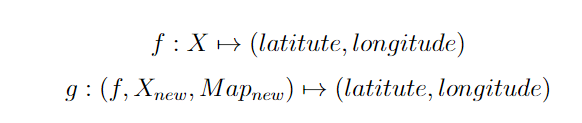 f : X ↦ (latitute, longitude)
g : (f, X_new, Map_new) ↦ (latitute, longitude)